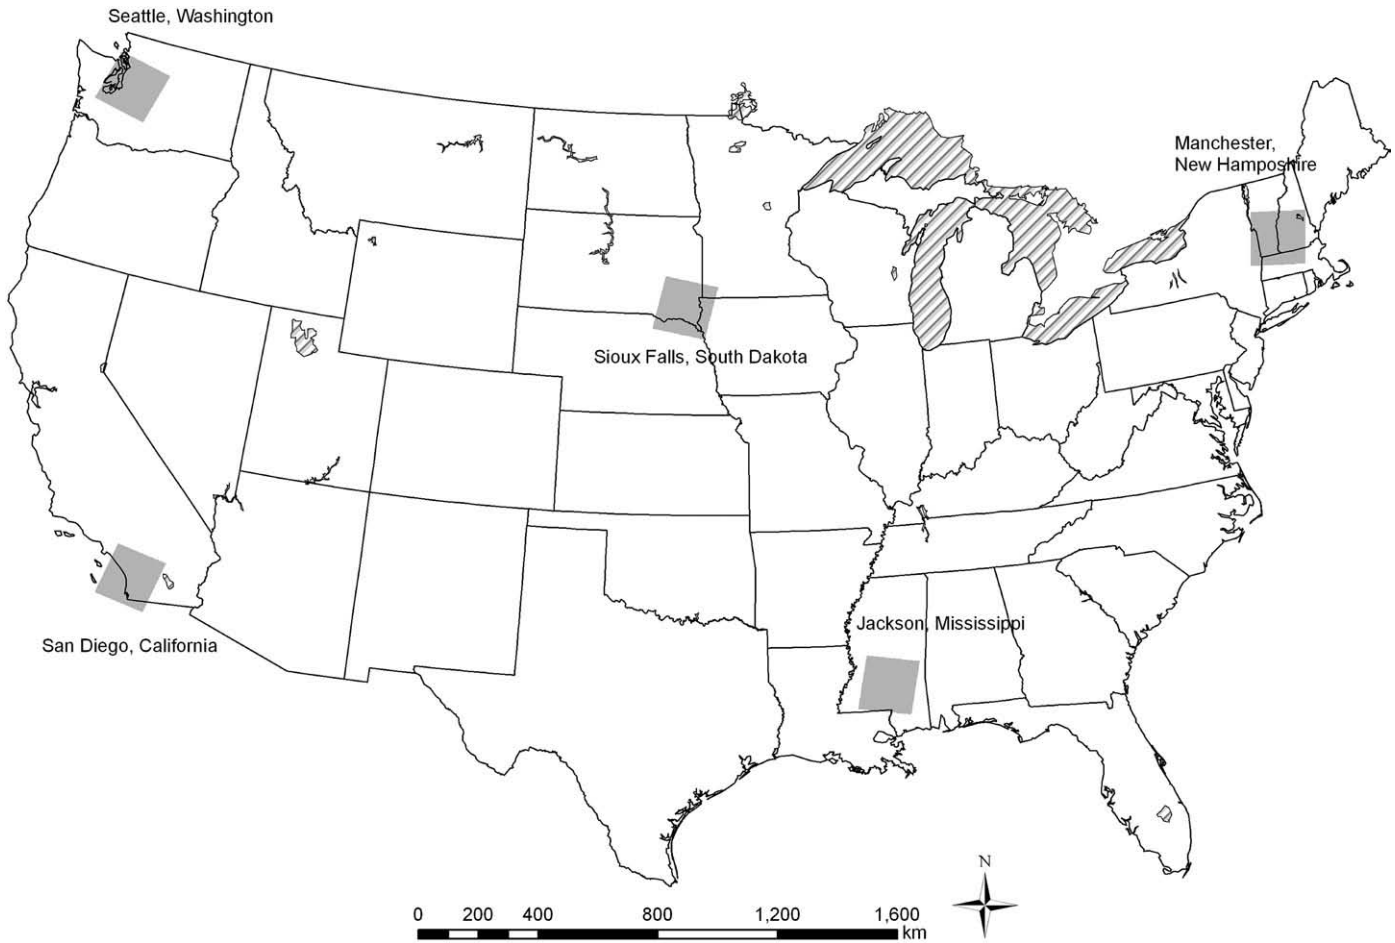 Seattle, Washington
Manchester,
New Hamposhire
Sioux Falls, South Dakota
Jackson, Mississippi
San Diego, California
N
0 200 400 800 1,200 1,600
km